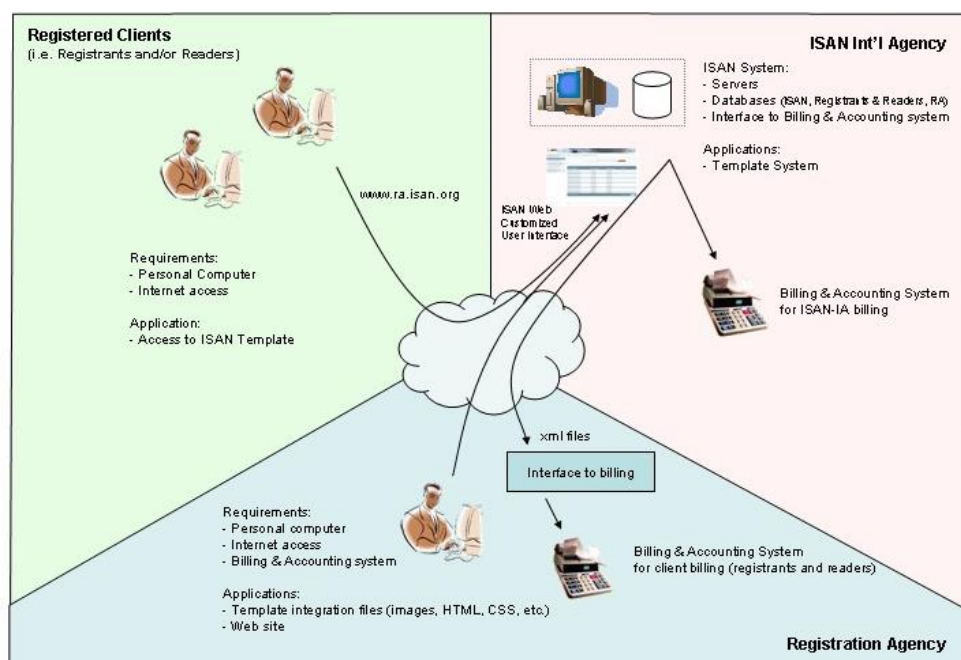 Registered Clients
(i.e. Registrants and/or Readers)
www.ra.isan.org
Requirements:
- Personal Computer
- Internet access
Application:
- Access to ISAN Template
ISAN Int'l Agency
ISAN System:
- Servers
- Databases (ISAN, Registrants & Readers, RA)
- Interface to Billing & Accounting system
Applications:
- Template System
ISAN Web
Customized
User Interface
Billing & Accounting System
for ISAN-IA billing
xml files
Interface to billing
Requirements:
- Personal computer
- Internet access
- Billing & Accounting system
Applications:
- Template integration files (images, HTML, CSS, etc.)
- Web site
Billing & Accounting System
for client billing (registrants and readers)
Registration Agency